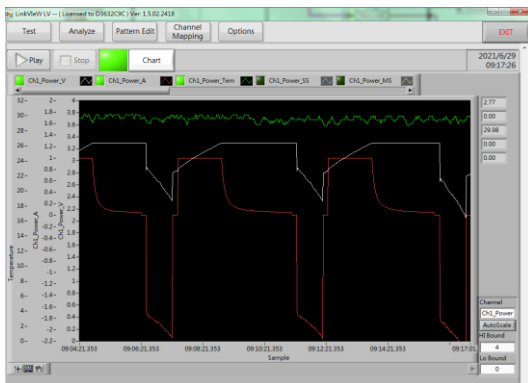 LinkView LV -- ( Licensed to D3632C9C ) Ver: 1.5.02.2418
Test Analyze Pattern Edit Channel Mapping Options EXIT
Play Stop Chart 2021/6/29
09:17:26
Ch1_Power_V Ch1_Power_A Ch1_Power_Tem Ch1_Power_SS Ch1_Power_MS
2.77
0.00
29.98
0.00
0.00
32- 2- 4-
30- 1.8- 3.8-
28- 1.6- 3.6-
26- 1.4- 3.4-
24- 1.2- 3.2-
22- 1- 3-
20- 0.8- 2.8-
18- 0.6- 2.6-
16- 0.4- 2.4-
14- 0.2- 2.2-
12- 0- 2-
10- -0.2- 1.8-
8- -0.4- 1.6-
6- -0.6- 1.4-
4- -0.8- 1.2-
2- -1- 1-
0- -1.2- 0.8-
-1.4- 0.6-
-1.6- 0.4-
-1.8- 0.2-
-2- 0-
-2.2-
Temperature
Ch1_Power_A
Ch1_Power_V
09:04:21.353 09:06:21.353 09:08:21.353 09:10:21.353 09:12:21.353 09:14:21.353 09:17:01
Sample
Channel
Ch1_Power
AutoScale
Hi Bound
4
Lo Bound
0